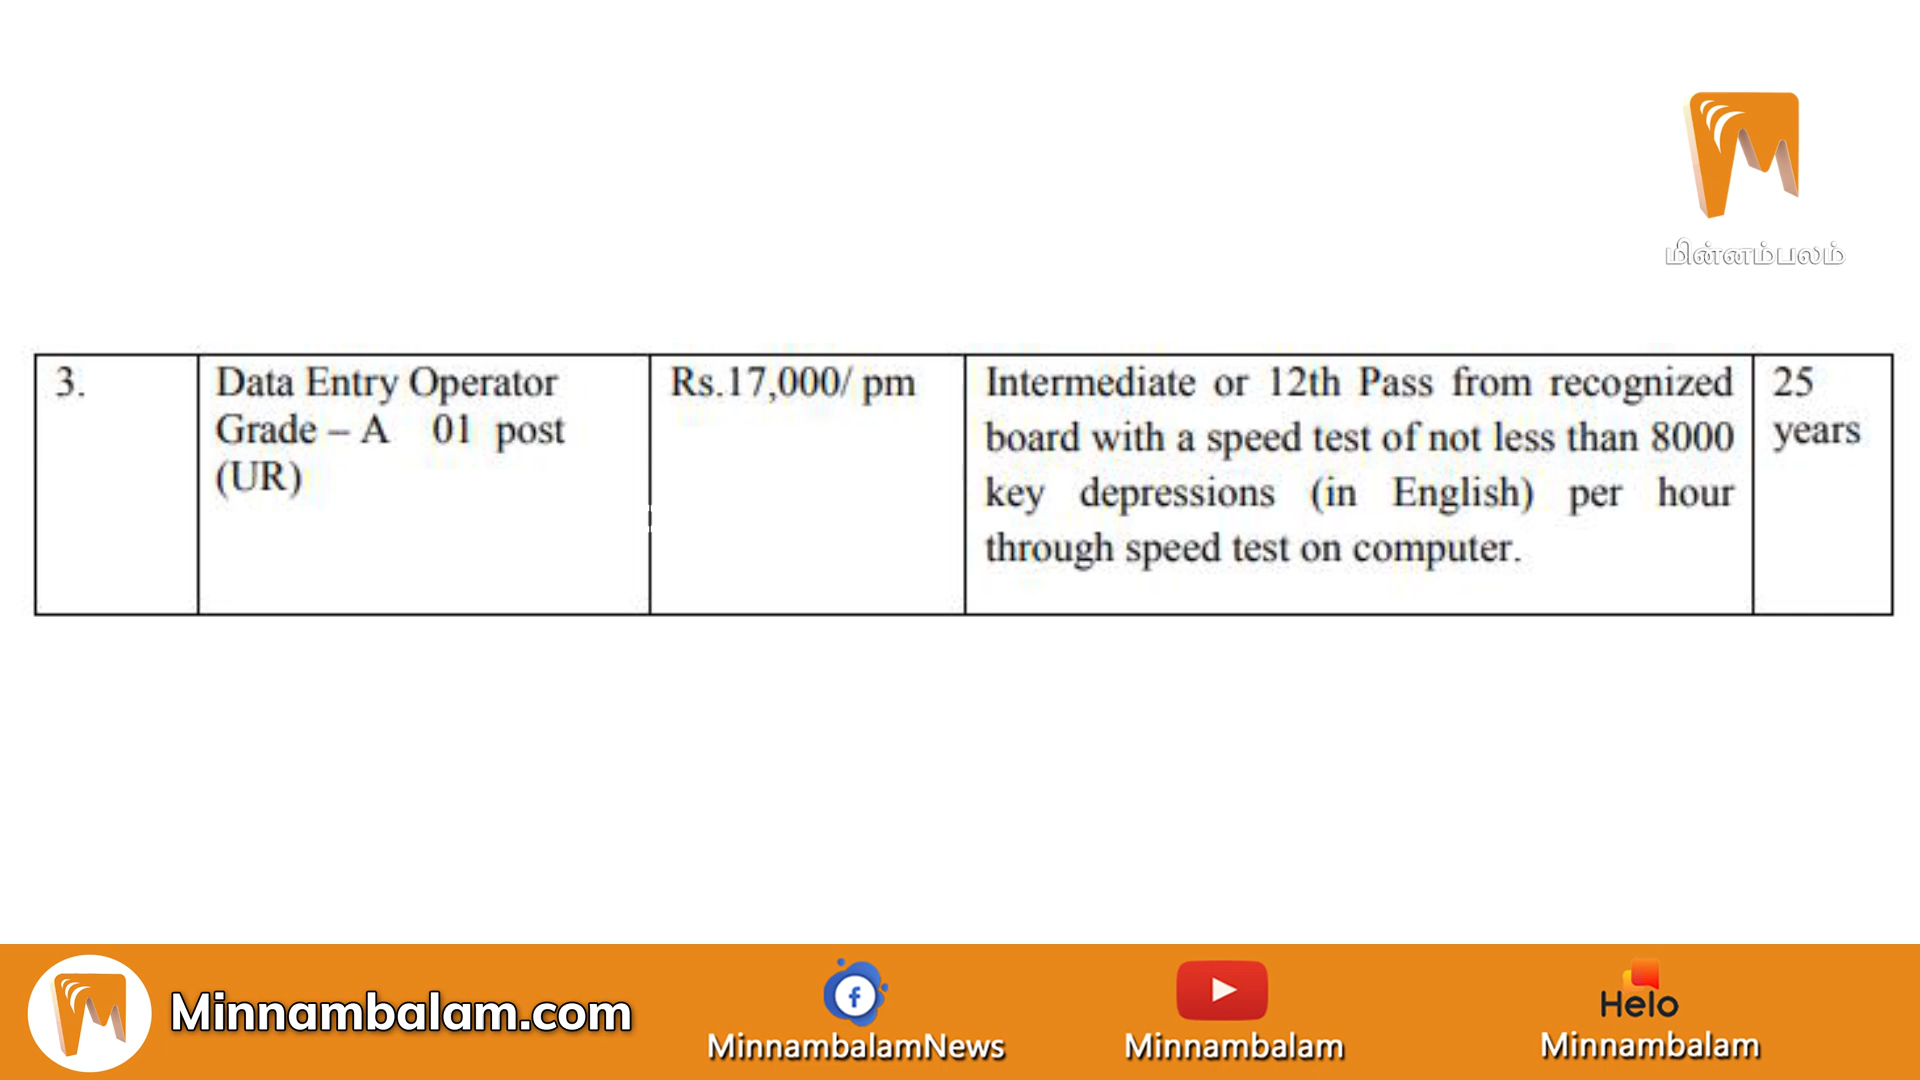 மின்னம்பலம்
3.
Data Entry Operator
Grade – A 01 post
(UR)
Rs.17,000/ pm
Intermediate or 12th Pass from recognized
board with a speed test of not less than 8000
key depressions (in English) per hour
through speed test on computer.
25
years
Minnambalam.com
MinnambalamNews
Minnambalam
Helo
Minnambalam